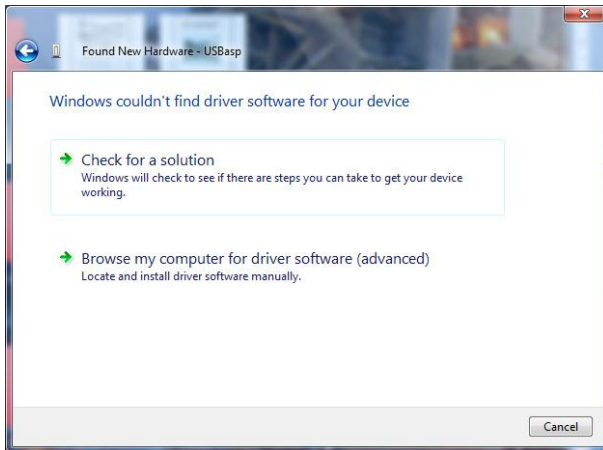 Found New Hardware - USBasp
Windows couldn't find driver software for your device
Check for a solution
Windows will check to see if there are steps you can take to get your device
working.
Browse my computer for driver software (advanced)
Locate and install driver software manually.
Cancel